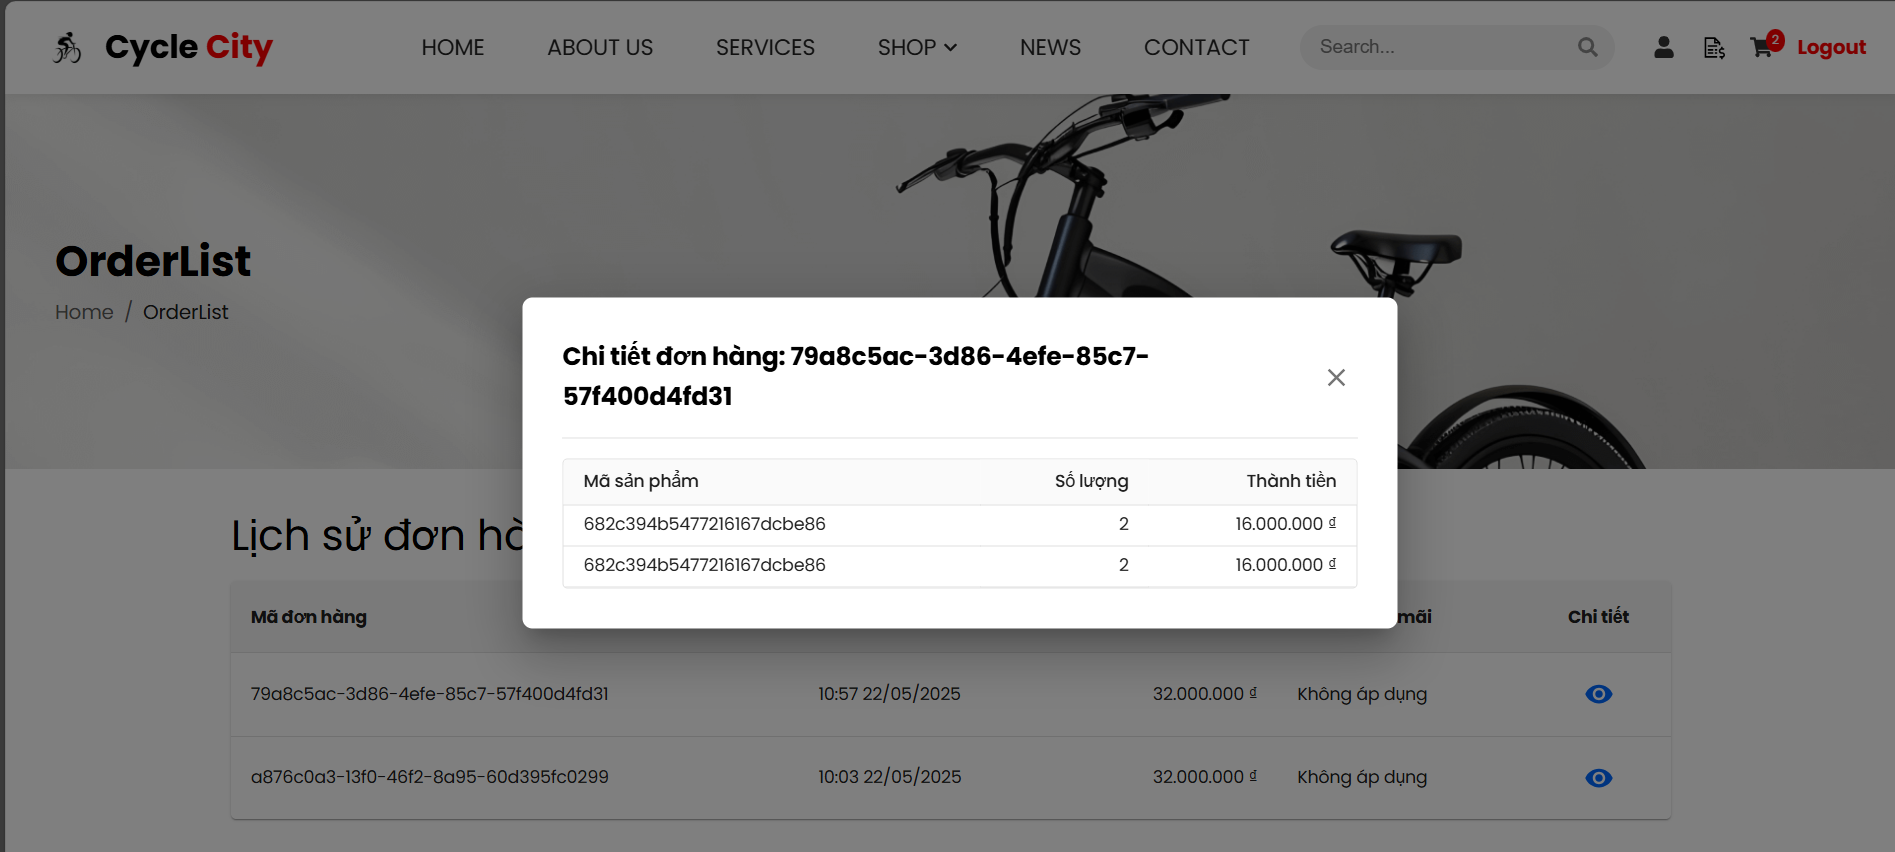 Cycle City
HOME
ABOUT US
SERVICES
SHOP
NEWS
CONTACT
Search...
2
Logout
OrderList
Home / OrderList
Chi tiết đơn hàng: 79a8c5ac-3d86-4efe-85c7-
57f400d4fd31
Mã sản phẩm Số lượng Thành tiền
682c394b5477216167dcbe86 2 16.000.000 ₫
682c394b5477216167dcbe86 2 16.000.000 ₫
Lịch sử đơn hà
Mã đơn hàng mãi Chi tiết
79a8c5ac-3d86-4efe-85c7-57f400d4fd31 10:57 22/05/2025 32.000.000 ₫ Không áp dụng
a876c0a3-13f0-46f2-8a95-60d395fc0299 10:03 22/05/2025 32.000.000 ₫ Không áp dụng